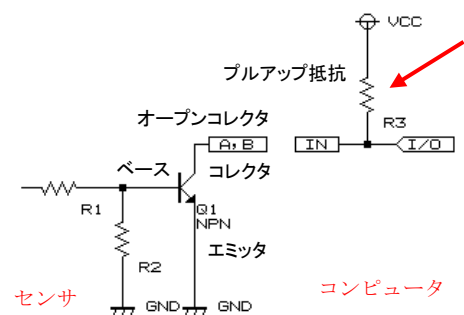 VCC
プルアップ抵抗
R3
オープンコレクタ
A,B
IN
I/O
ベース
コレクタ
R1
Q1
NPN
エミッタ
R2
センサ
コンピュータ
GND
GND